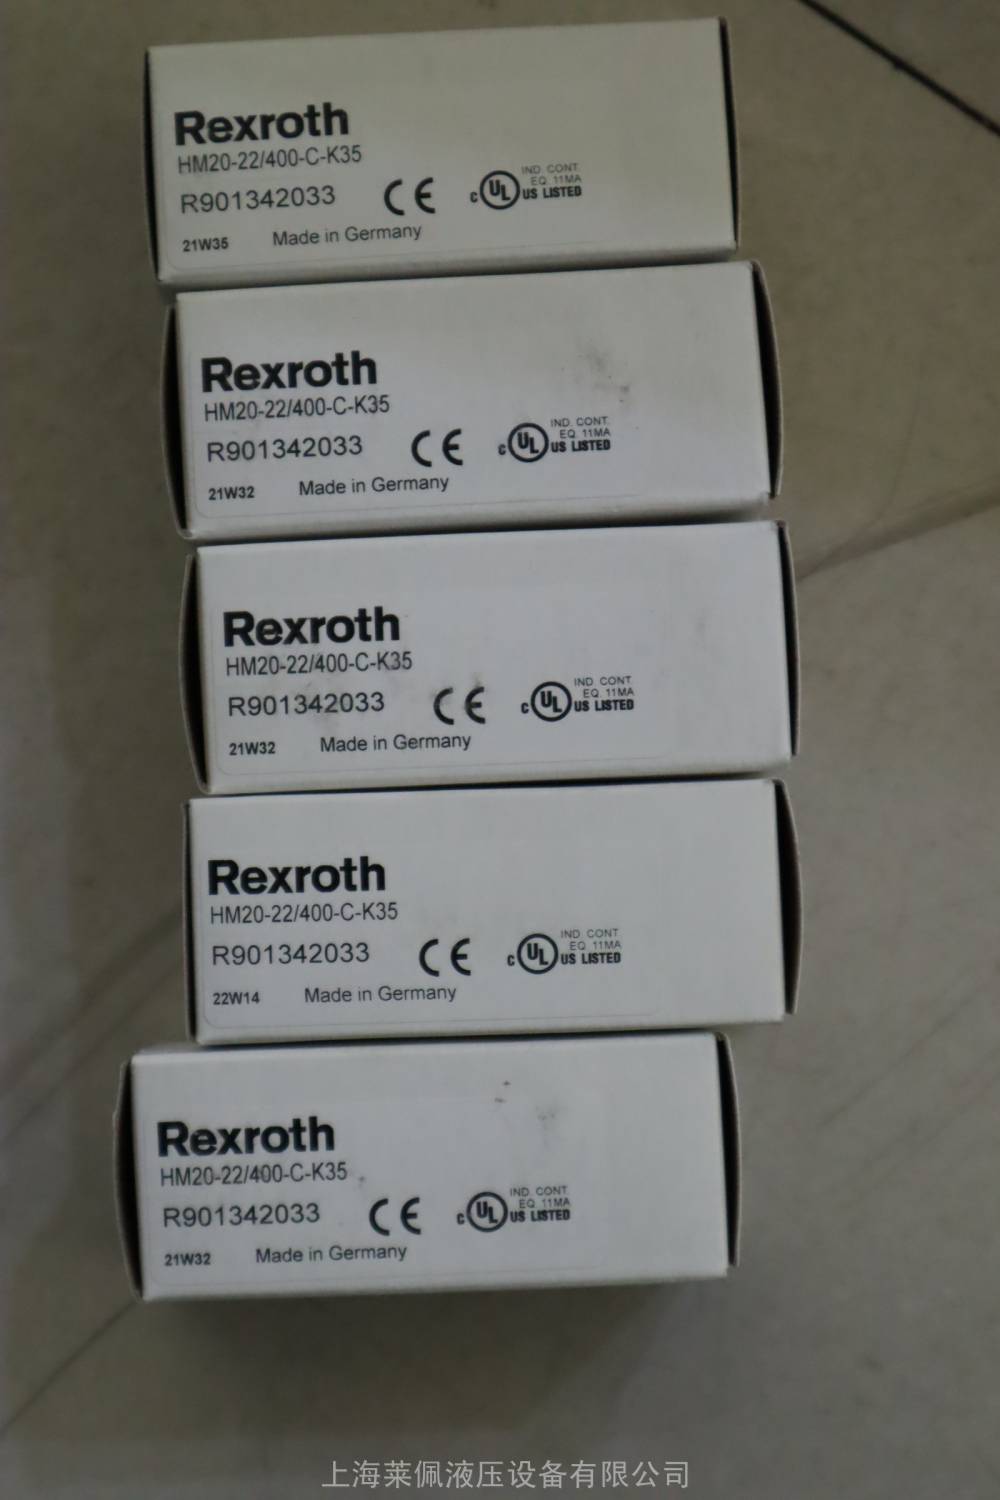 Rexroth
HM20-22/400-C-K35
R901342033 CE c UL US LISTED IND. CONT. EQ. 11MA
21W35 Made in Germany
Rexroth
HM20-22/400-C-K35
R901342033 CE c UL US LISTED IND. CONT. EQ. 11MA
21W32 Made in Germany
Rexroth
HM20-22/400-C-K35
R901342033 CE c UL US LISTED IND. CONT. EQ. 11MA
21W32 Made in Germany
Rexroth
HM20-22/400-C-K35
R901342033 CE c UL US LISTED IND. CONT. EQ. 11MA
22W14 Made in Germany
Rexroth
HM20-22/400-C-K35
R901342033 CE c UL US LISTED IND. CONT. EQ. 11MA
21W32 Made in Germany
上海莱佩液压设备有限公司